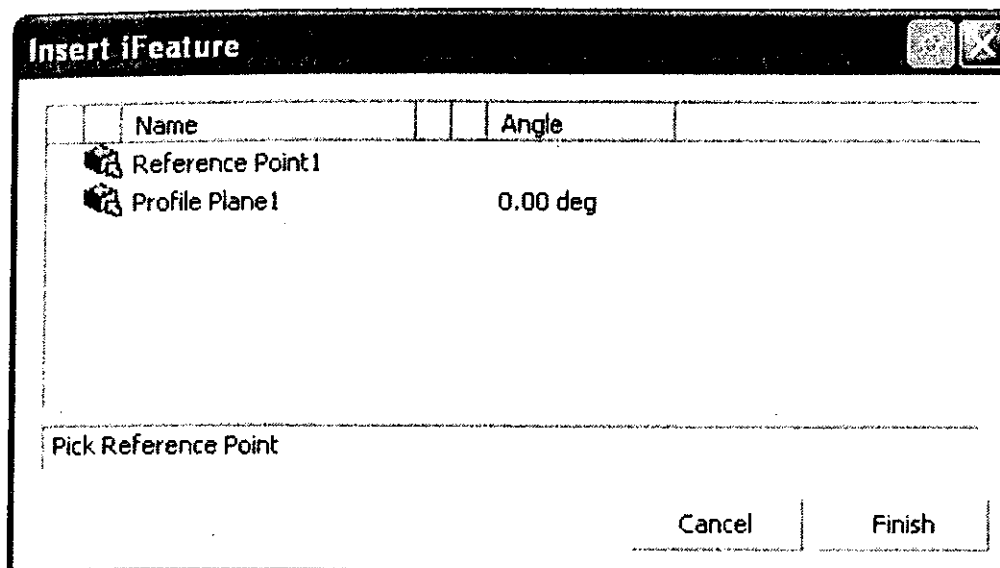 Insert iFeature
Name Angle
Reference Point1
Profile Plane1 0.00 deg
Pick Reference Point
Cancel Finish